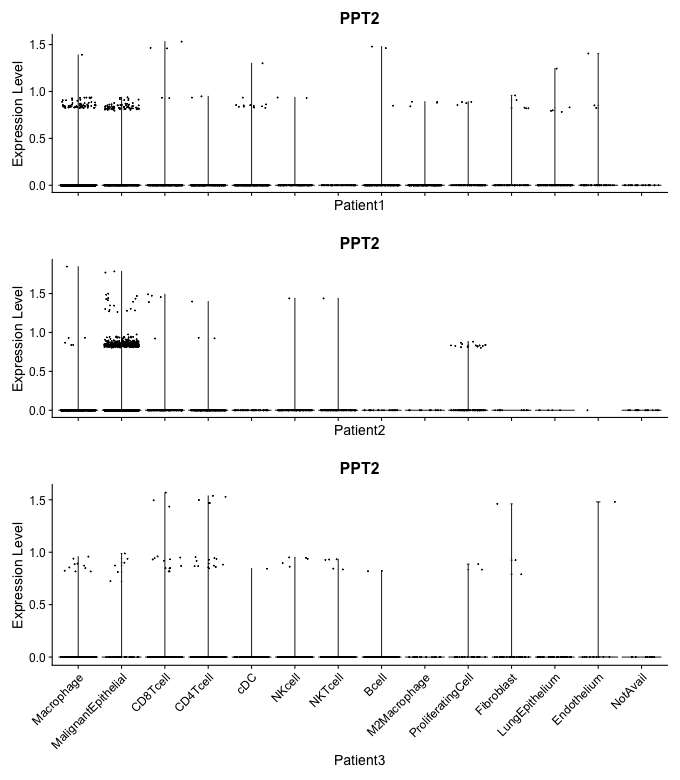 PPT2
Expression Level
1.5
1.0
0.5
0.0
Patient1
PPT2
Expression Level
1.5
1.0
0.5
0.0
Patient2
PPT2
Expression Level
1.5
1.0
0.5
0.0
Macrophage
MalignantEpithelial
CD8Tcell
CD4Tcell
cDC
NKcell
NKTcell
Bcell
M2Macrophage
ProliferatingCell
Fibroblast
LungEpithelium
Endothelium
NotAvail
Patient3